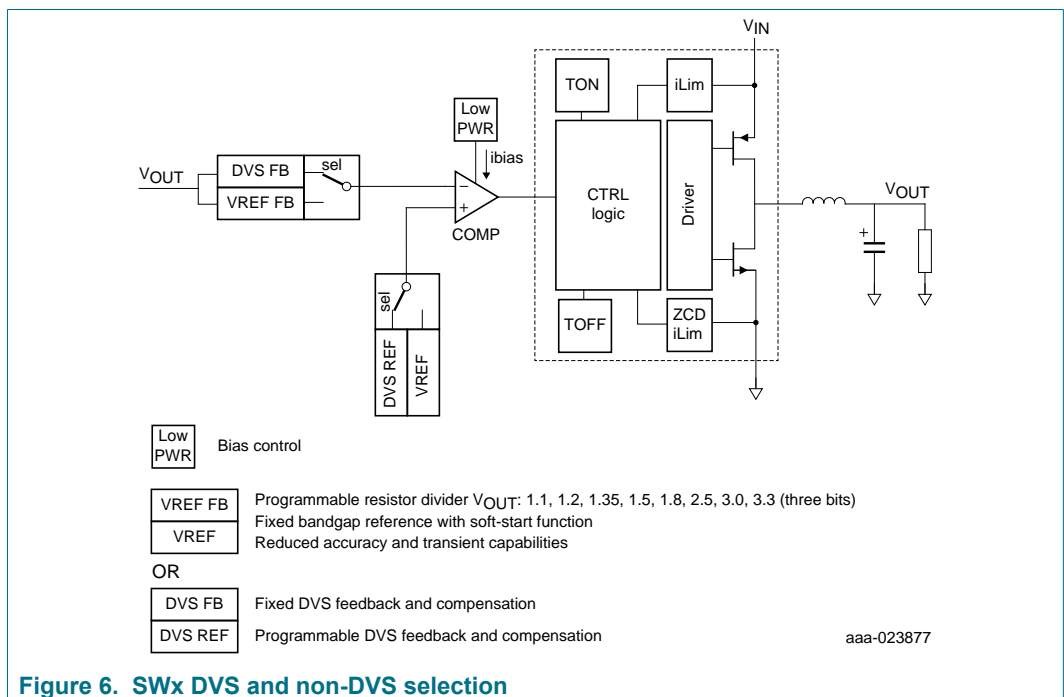 VIN
TON
iLim
Low
PWR
ibias
VOUT
DVS FB
sel
VREF FB
−
+
COMP
CTRL
logic
Driver
VOUT
+
sel
DVS REF
VREF
TOFF
ZCD
iLim
Low
PWR
Bias control
VREF FB
Programmable resistor divider VOUT: 1.1, 1.2, 1.35, 1.5, 1.8, 2.5, 3.0, 3.3 (three bits)
Fixed bandgap reference with soft-start function
VREF
Reduced accuracy and transient capabilities
OR
DVS FB
Fixed DVS feedback and compensation
DVS REF
Programmable DVS feedback and compensation
aaa-023877
Figure 6. SWx DVS and non-DVS selection